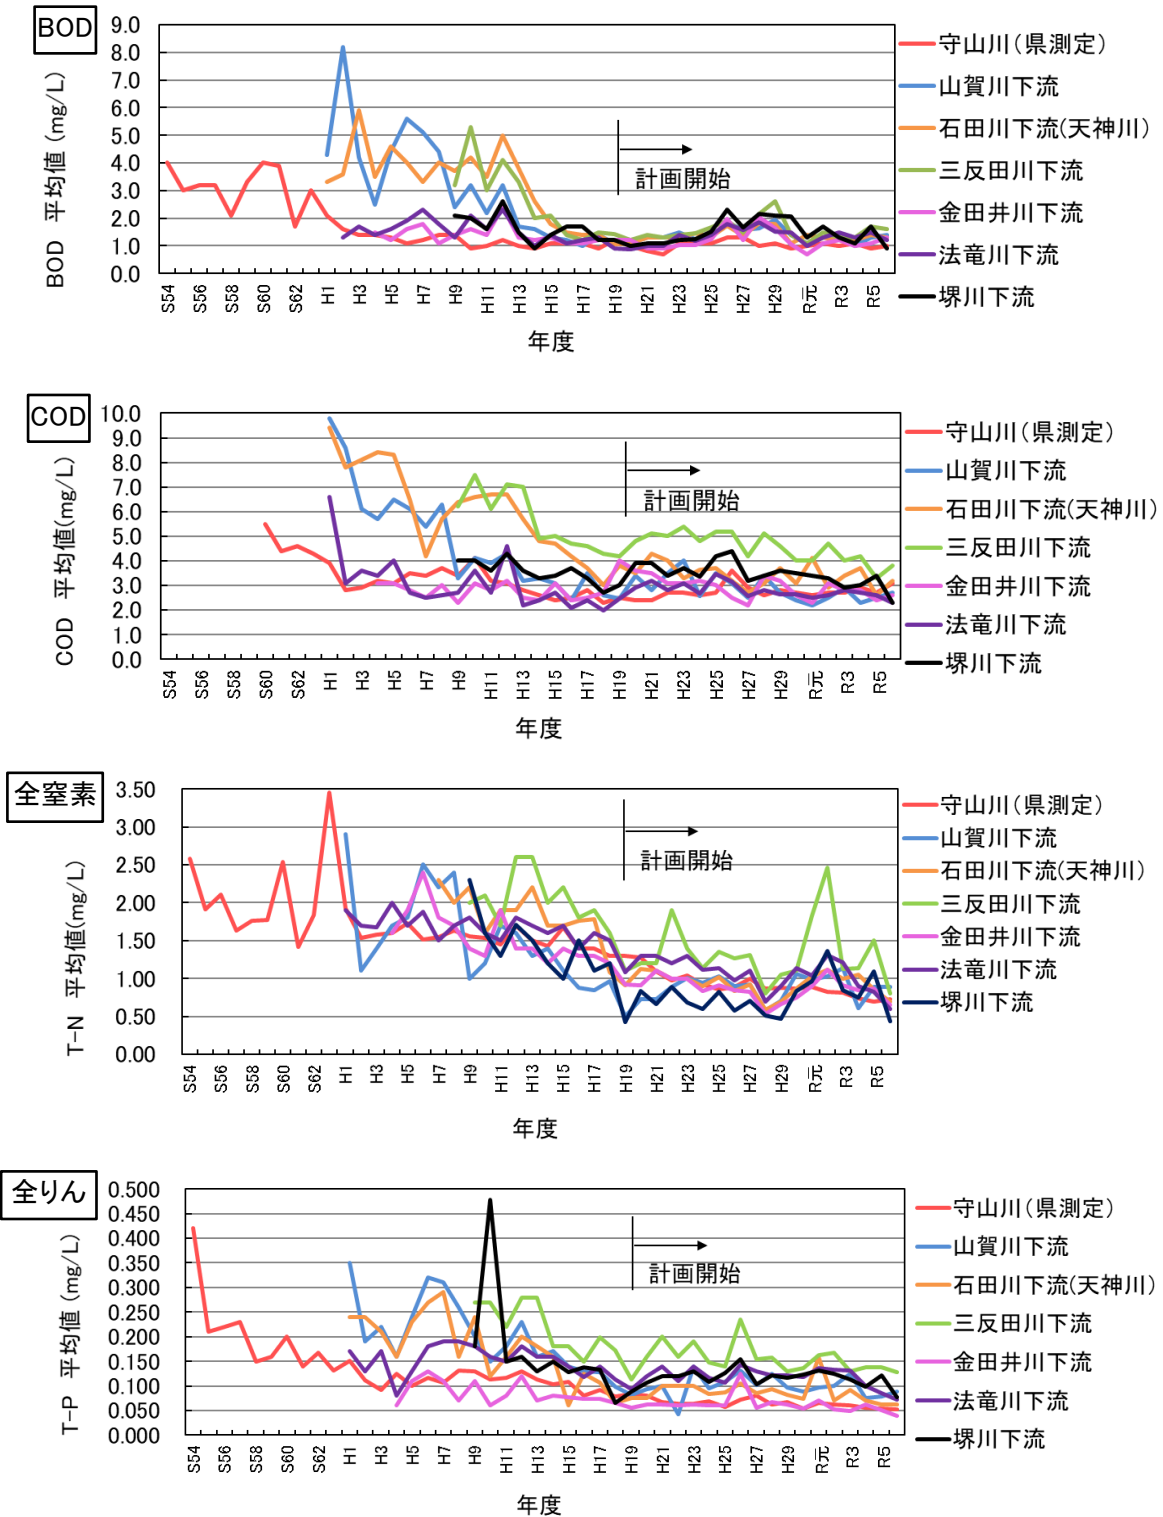 BOD
BOD 平均値 (mg/L)
9.0
8.0
7.0
6.0
5.0
4.0
3.0
2.0
1.0
0.0
計画開始
S54
S56
S58
S60
S62
H1
H3
H5
H7
H9
H11
H13
H15
H17
H19
H21
H23
H25
H27
H29
R元
R3
R5
年度
守山川(県測定)
山賀川下流
石田川下流(天神川)
三反田川下流
金田井川下流
法竜川下流
堺川下流
COD
COD 平均値(mg/L)
10.0
9.0
8.0
7.0
6.0
5.0
4.0
3.0
2.0
1.0
0.0
計画開始
S54
S56
S58
S60
S62
H1
H3
H5
H7
H9
H11
H13
H15
H17
H19
H21
H23
H25
H27
H29
R元
R3
R5
年度
守山川(県測定)
山賀川下流
石田川下流(天神川)
三反田川下流
金田井川下流
法竜川下流
堺川下流
全窒素
T-N 平均値(mg/L)
3.50
3.00
2.50
2.00
1.50
1.00
0.50
0.00
計画開始
S54
S56
S58
S60
S62
H1
H3
H5
H7
H9
H11
H13
H15
H17
H19
H21
H23
H25
H27
H29
R元
R3
R5
年度
守山川(県測定)
山賀川下流
石田川下流(天神川)
三反田川下流
金田井川下流
法竜川下流
堺川下流
全りん
T-P 平均値 (mg/L)
0.500
0.450
0.400
0.350
0.300
0.250
0.200
0.150
0.100
0.050
0.000
計画開始
S54
S56
S58
S60
S62
H1
H3
H5
H7
H9
H11
H13
H15
H17
H19
H21
H23
H25
H27
H29
R元
R3
R5
年度
守山川(県測定)
山賀川下流
石田川下流(天神川)
三反田川下流
金田井川下流
法竜川下流
堺川下流